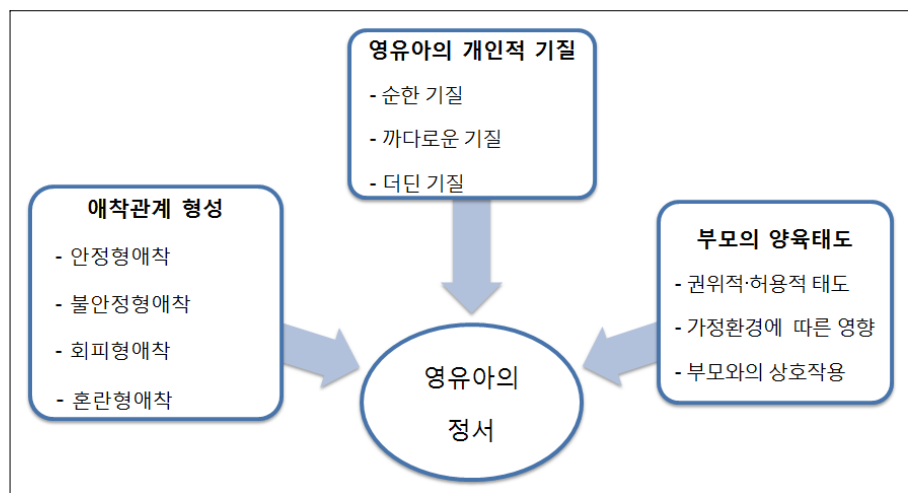 영유아의 개인적 기질
- 순한 기질
- 까다로운 기질
- 더딘 기질
애착관계 형성
- 안정형애착
- 불안정형애착
- 회피형애착
- 혼란형애착
부모의 양육태도
- 권위적·허용적 태도
- 가정환경에 따른 영향
- 부모와의 상호작용
영유아의
정서